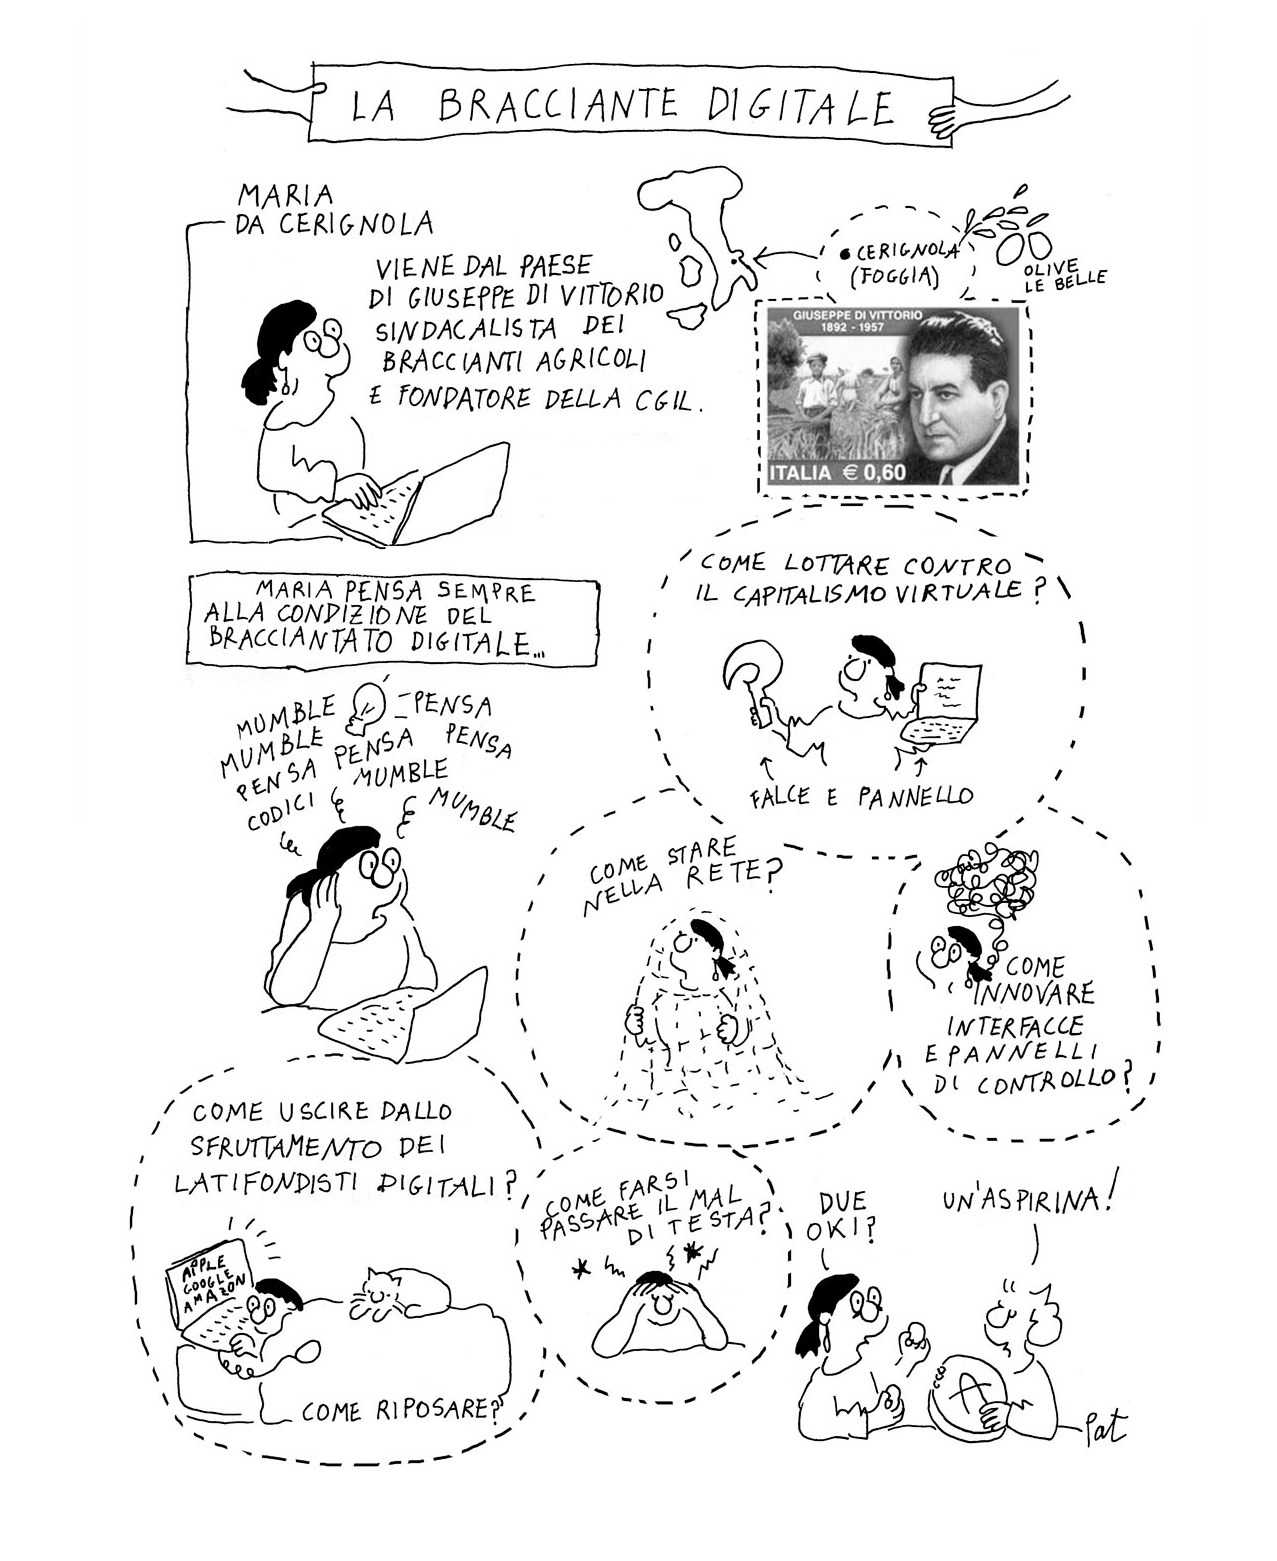 LA BRACCIANTE DIGITALE
MARIA
DA CERIGNOLA
VIENE DAL PAESE
DI GIUSEPPE DI VITTORIO
SINDACALISTA DEI
BRACCIANTI AGRICOLI
E FONDATORE DELLA CGIL.
CERIGNOLA
(FOGGIA)
OLIVE
LE BELLE
GIUSEPPE DI VITTORIO
1892 - 1957
ITALIA € 0,60
MARIA PENSA SEMPRE
ALLA CONDIZIONE DEL
BRACCIANTATO DIGITALE...
COME LOTTARE CONTRO
IL CAPITALISMO VIRTUALE?
FALCE E PANNELLO
MUMBLE PENSA
MUMBLE PENSA PENSA
PENSA MUMBLE
CODICI MUMBLE
COME STARE
NELLA RETE?
COME
INNOVARE
INTERFACCE
E PANNELLI
DI CONTROLLO?
COME USCIRE DALLO
SFRUTTAMENTO DEI
LATIFONDISTI DIGITALI?
APPLE
GOOGLE
AMAZON
COME RIPOSARE?
COME FARSI
PASSARE IL MAL
DI TESTA?
DUE
OKI?
UN'ASPIRINA!
A
Pat